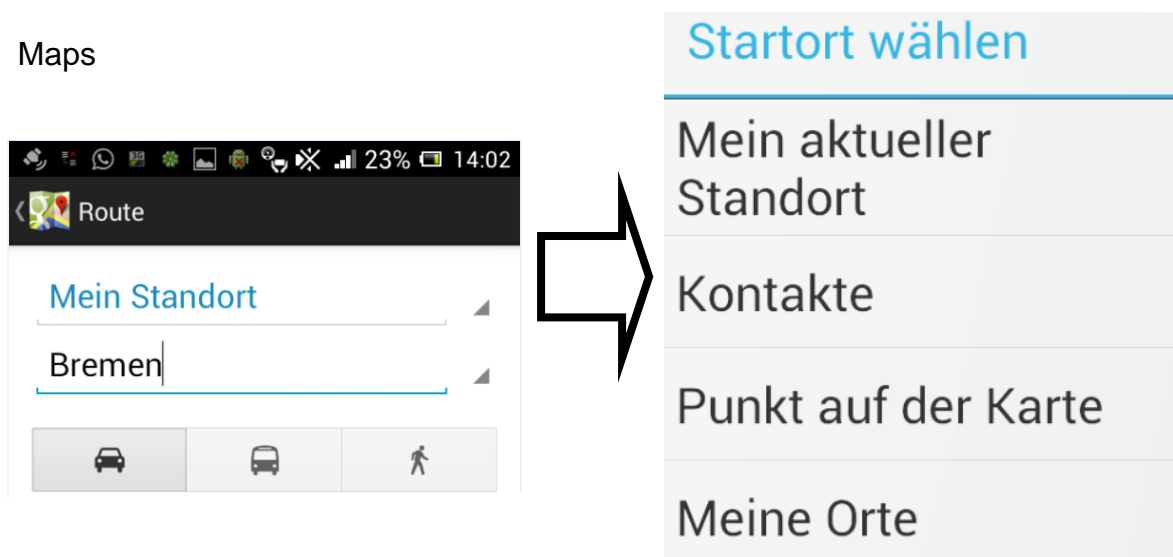 Maps
3G
23% 14:02
Route
Mein Standort
Bremen
Startort wählen
Mein aktueller
Standort
Kontakte
Punkt auf der Karte
Meine Orte